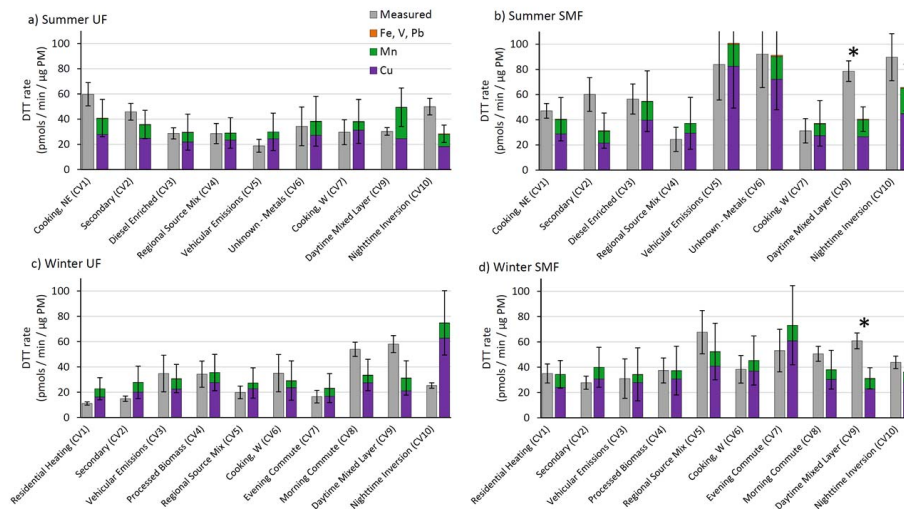 a) Summer UF
Measured
Fe, V, Pb
Mn
Cu
100
80
60
40
20
0
DTT rate
(pmols / min / µg PM)
Cooking, NE (CV1)
Secondary (CV2)
Diesel Enriched (CV3)
Regional Source Mix (CV4)
Vehicular Emissions (CV5)
Unknown - Metals (CV6)
Cooking, W (CV7)
Daytime Mixed Layer (CV9)
Nighttime Inversion (CV10)
b) Summer SMF
100
80
60
40
20
0
DTT rate
(pmols / min / µg PM)
*
Cooking, NE (CV1)
Secondary (CV2)
Diesel Enriched (CV3)
Regional Source Mix (CV4)
Vehicular Emissions (CV5)
Unknown - Metals (CV6)
Cooking, W (CV7)
Daytime Mixed Layer (CV9)
Nighttime Inversion (CV10)
c) Winter UF
100
80
60
40
20
0
DTT rate
(pmols / min / µg PM)
Residential Heating (CV1)
Secondary (CV2)
Vehicular Emissions (CV3)
Processed Biomass (CV4)
Regional Source Mix (CV5)
Cooking, W (CV6)
Evening Commute (CV7)
Morning Commute (CV8)
Daytime Mixed Layer (CV9)
Nighttime Inversion (CV10)
d) Winter SMF
100
80
60
40
20
0
DTT rate
(pmols / min / µg PM)
*
Residential Heating (CV1)
Secondary (CV2)
Vehicular Emissions (CV3)
Processed Biomass (CV4)
Regional Source Mix (CV5)
Cooking, W (CV6)
Evening Commute (CV7)
Morning Commute (CV8)
Daytime Mixed Layer (CV9)
Nighttime Inversion (CV10)